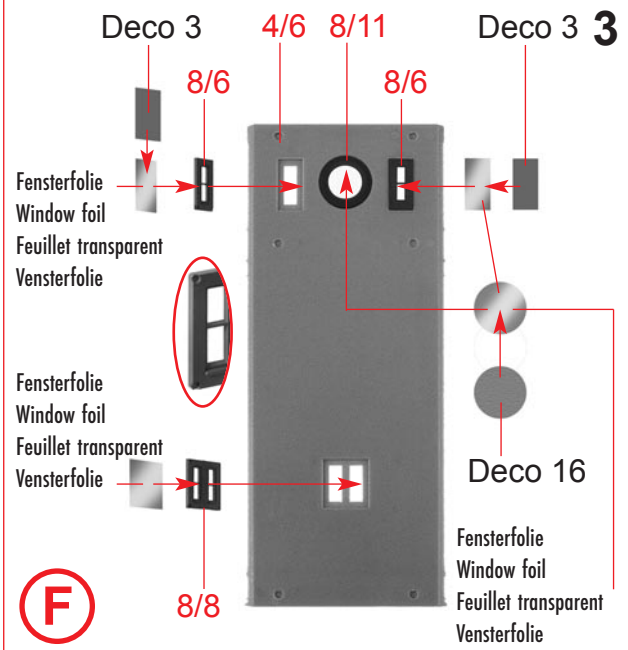 Deco 3
4/6
8/11
Deco 3
3
8/6
8/6
Fensterfolie
Window foil
Feuillet transparent
Vensterfolie
Fensterfolie
Window foil
Feuillet transparent
Vensterfolie
Deco 16
Fensterfolie
Window foil
Feuillet transparent
Vensterfolie
F
8/8